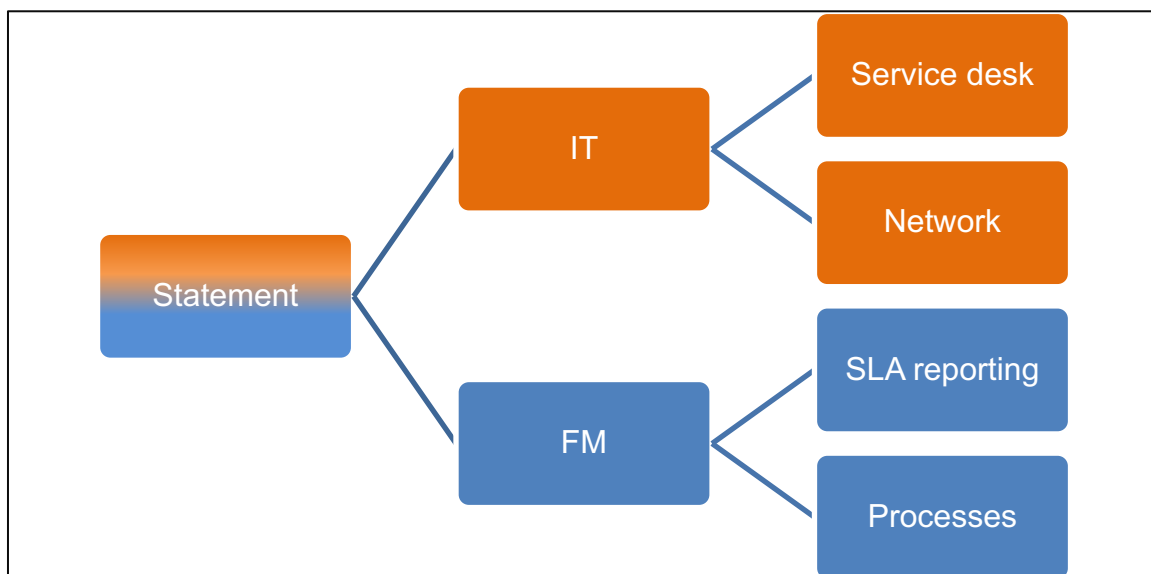 Service desk
IT
Network
Statement
SLA reporting
FM
Processes